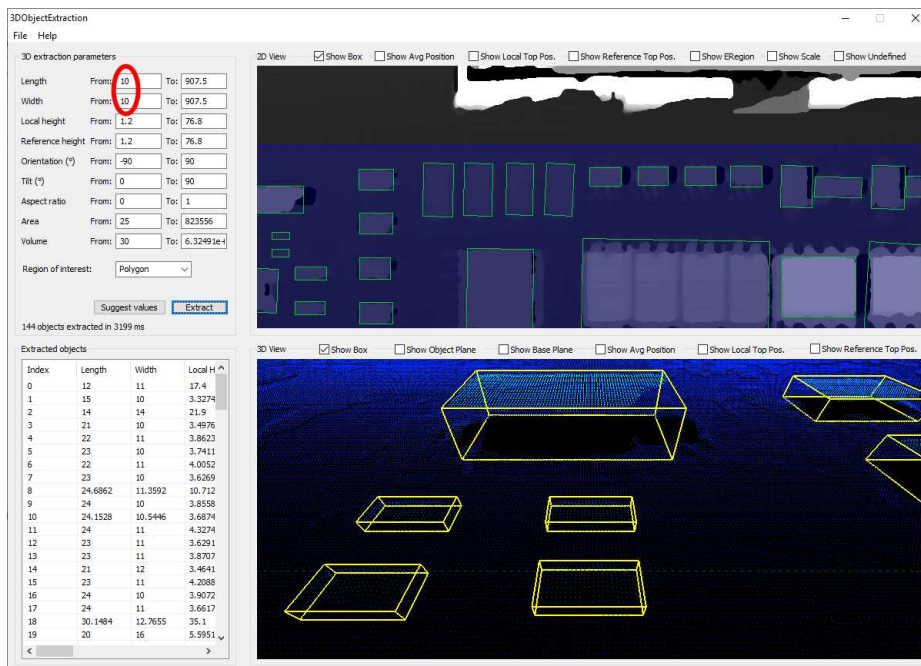 3DObjectExtraction
File Help
3D extraction parameters
Length From: 10 To: 907.5
Width From: 10 To: 907.5
Local height From: 1.2 To: 76.8
Reference height From: 1.2 To: 76.8
Orientation (°) From: -90 To: 90
Tilt (°) From: 0 To: 90
Aspect ratio From: 0 To: 1
Area From: 25 To: 823556
Volume From: 30 To: 6.32491e+
Region of interest: Polygon
Suggest values Extract
144 objects extracted in 3199 ms
2D View Show Box Show Avg Position Show Local Top Pos. Show Reference Top Pos. Show ERegion Show Scale Show Undefined
Extracted objects
Index Length Width Local H
0 12 11 17.4
1 15 10 3.3274
2 14 14 21.9
3 21 10 3.4976
4 22 11 3.8623
5 23 10 3.7411
6 22 11 4.0052
7 23 10 3.6269
8 24.6862 11.3592 10.712
9 24 10 3.8558
10 24.1528 10.5446 3.6874
11 24 11 4.3274
12 23 11 3.6291
13 23 11 3.8707
14 21 12 3.4641
15 23 11 4.2088
16 24 10 3.9072
17 24 11 3.6617
18 30.1484 12.7655 35.1
19 20 16 5.5951
3D View Show Box Show Object Plane Show Base Plane Show Avg Position Show Local Top Pos. Show Reference Top Pos.